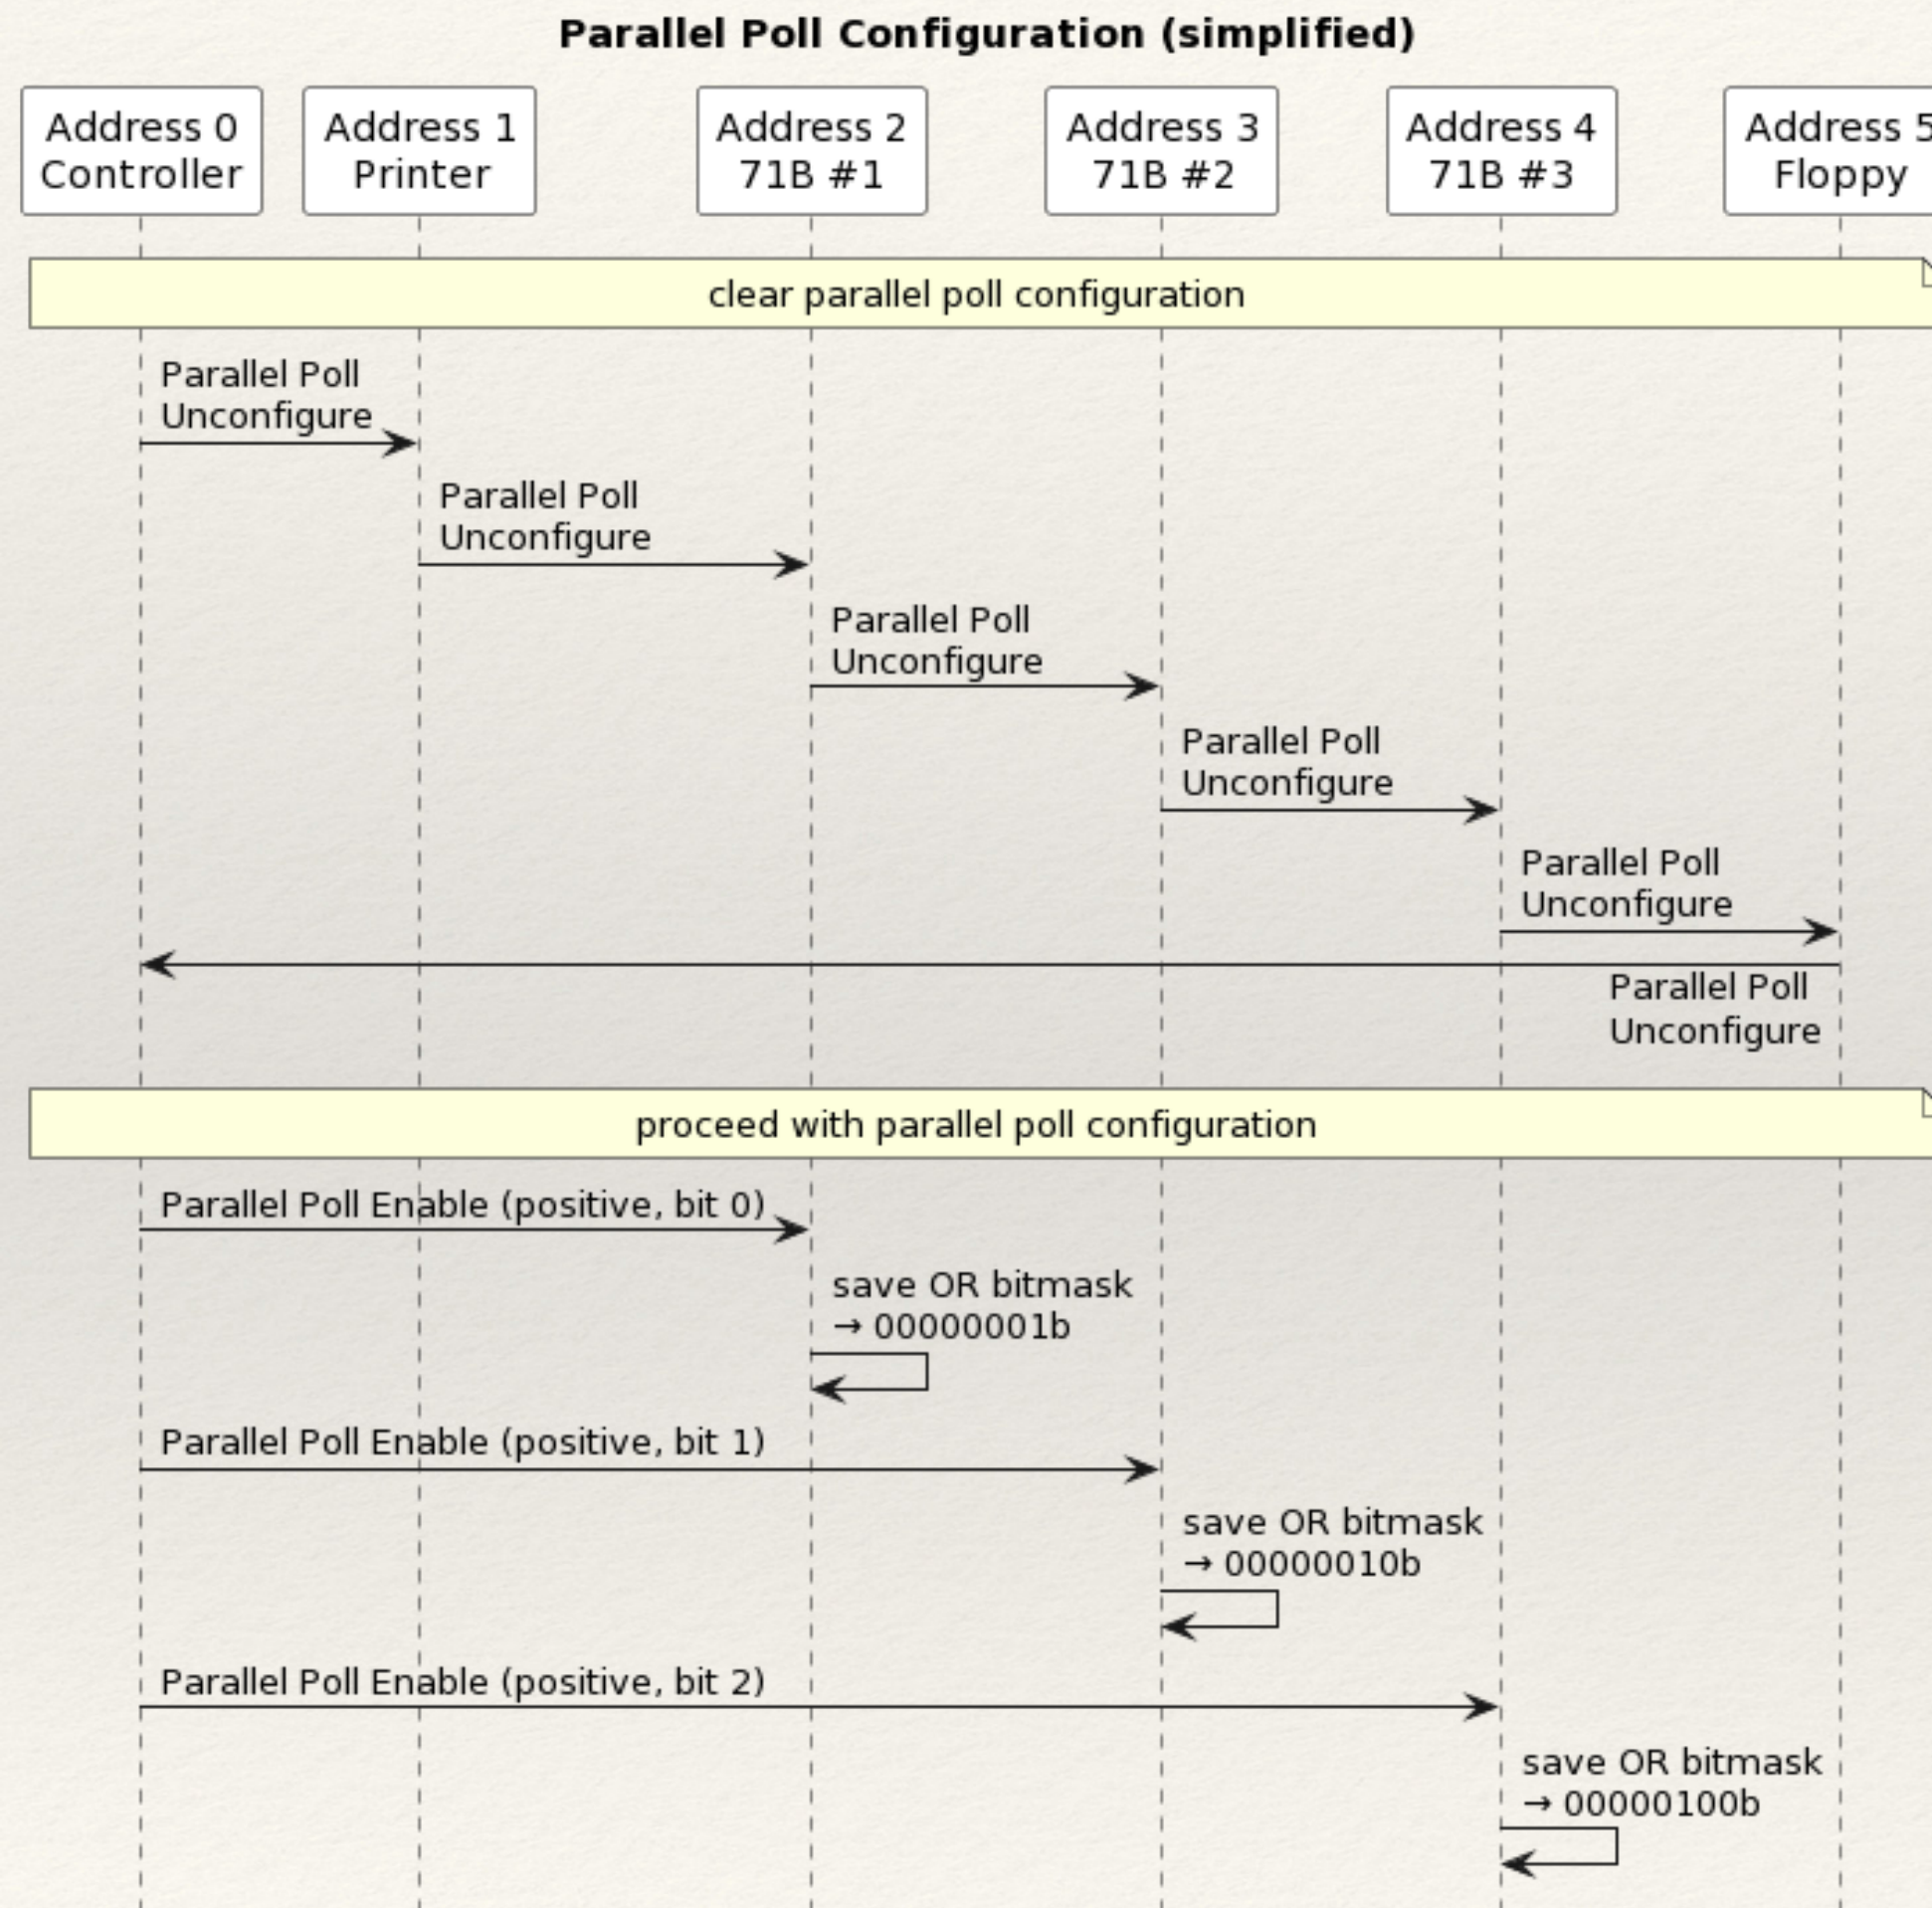 Parallel Poll Configuration (simplified)
Address 0
Controller
Address 1
Printer
Address 2
71B #1
Address 3
71B #2
Address 4
71B #3
Address 5
Floppy
clear parallel poll configuration
Parallel Poll
Unconfigure
Parallel Poll
Unconfigure
Parallel Poll
Unconfigure
Parallel Poll
Unconfigure
Parallel Poll
Unconfigure
Parallel Poll
Unconfigure
proceed with parallel poll configuration
Parallel Poll Enable (positive, bit 0)
save OR bitmask
→ 00000001b
Parallel Poll Enable (positive, bit 1)
save OR bitmask
→ 00000010b
Parallel Poll Enable (positive, bit 2)
save OR bitmask
→ 00000100b